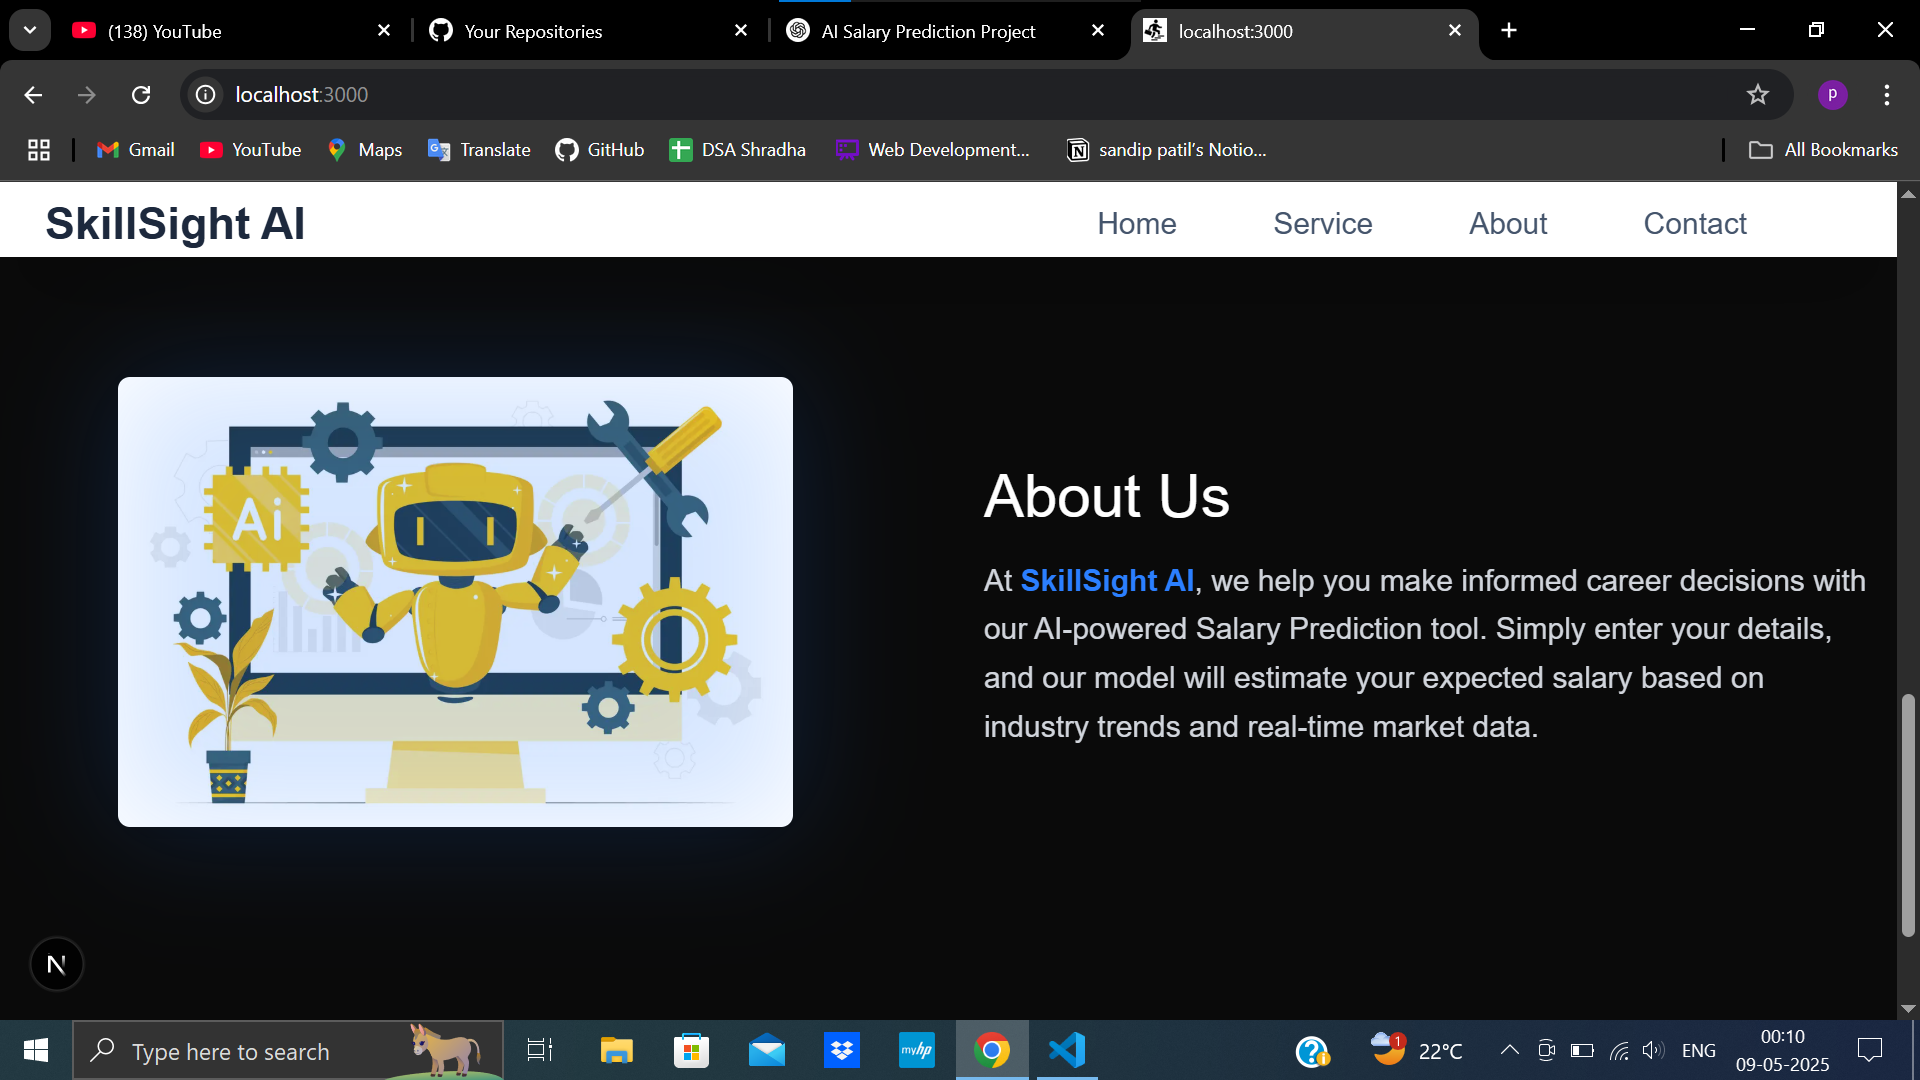 (138) YouTube
Your Repositories
AI Salary Prediction Project
localhost:3000
localhost:3000
p
Gmail
YouTube
Maps
Translate
GitHub
DSA Shradha
Web Development...
sandip patil's Notio...
All Bookmarks
SkillSight AI
Home
Service
About
Contact
Ai
About Us
At SkillSight AI, we help you make informed career decisions with
our AI-powered Salary Prediction tool. Simply enter your details,
and our model will estimate your expected salary based on
industry trends and real-time market data.
N
Type here to search
myhp
1
22°C
ENG
00:10
09-05-2025